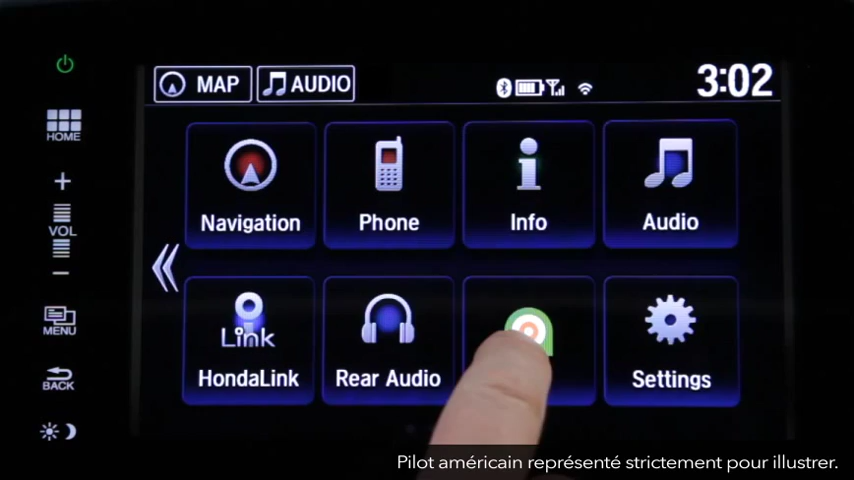 MAP
AUDIO
3:02
HOME
VOL
MENU
BACK
Navigation
Phone
Info
Audio
Link
HondaLink
Rear Audio
Settings
Pilot américain représenté strictement pour illustrer.